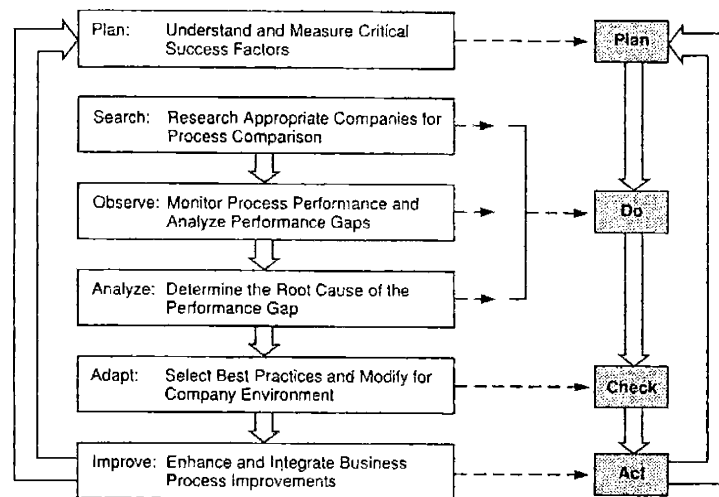 Plan: Understand and Measure Critical
Success Factors
Plan
Search: Research Appropriate Companies for
Process Comparison
Observe: Monitor Process Performance and
Analyze Performance Gaps
Do
Analyze: Determine the Root Cause of the
Performance Gap
Adapt: Select Best Practices and Modify for
Company Environment
Check
Improve: Enhance and Integrate Business
Process Improvements
Act